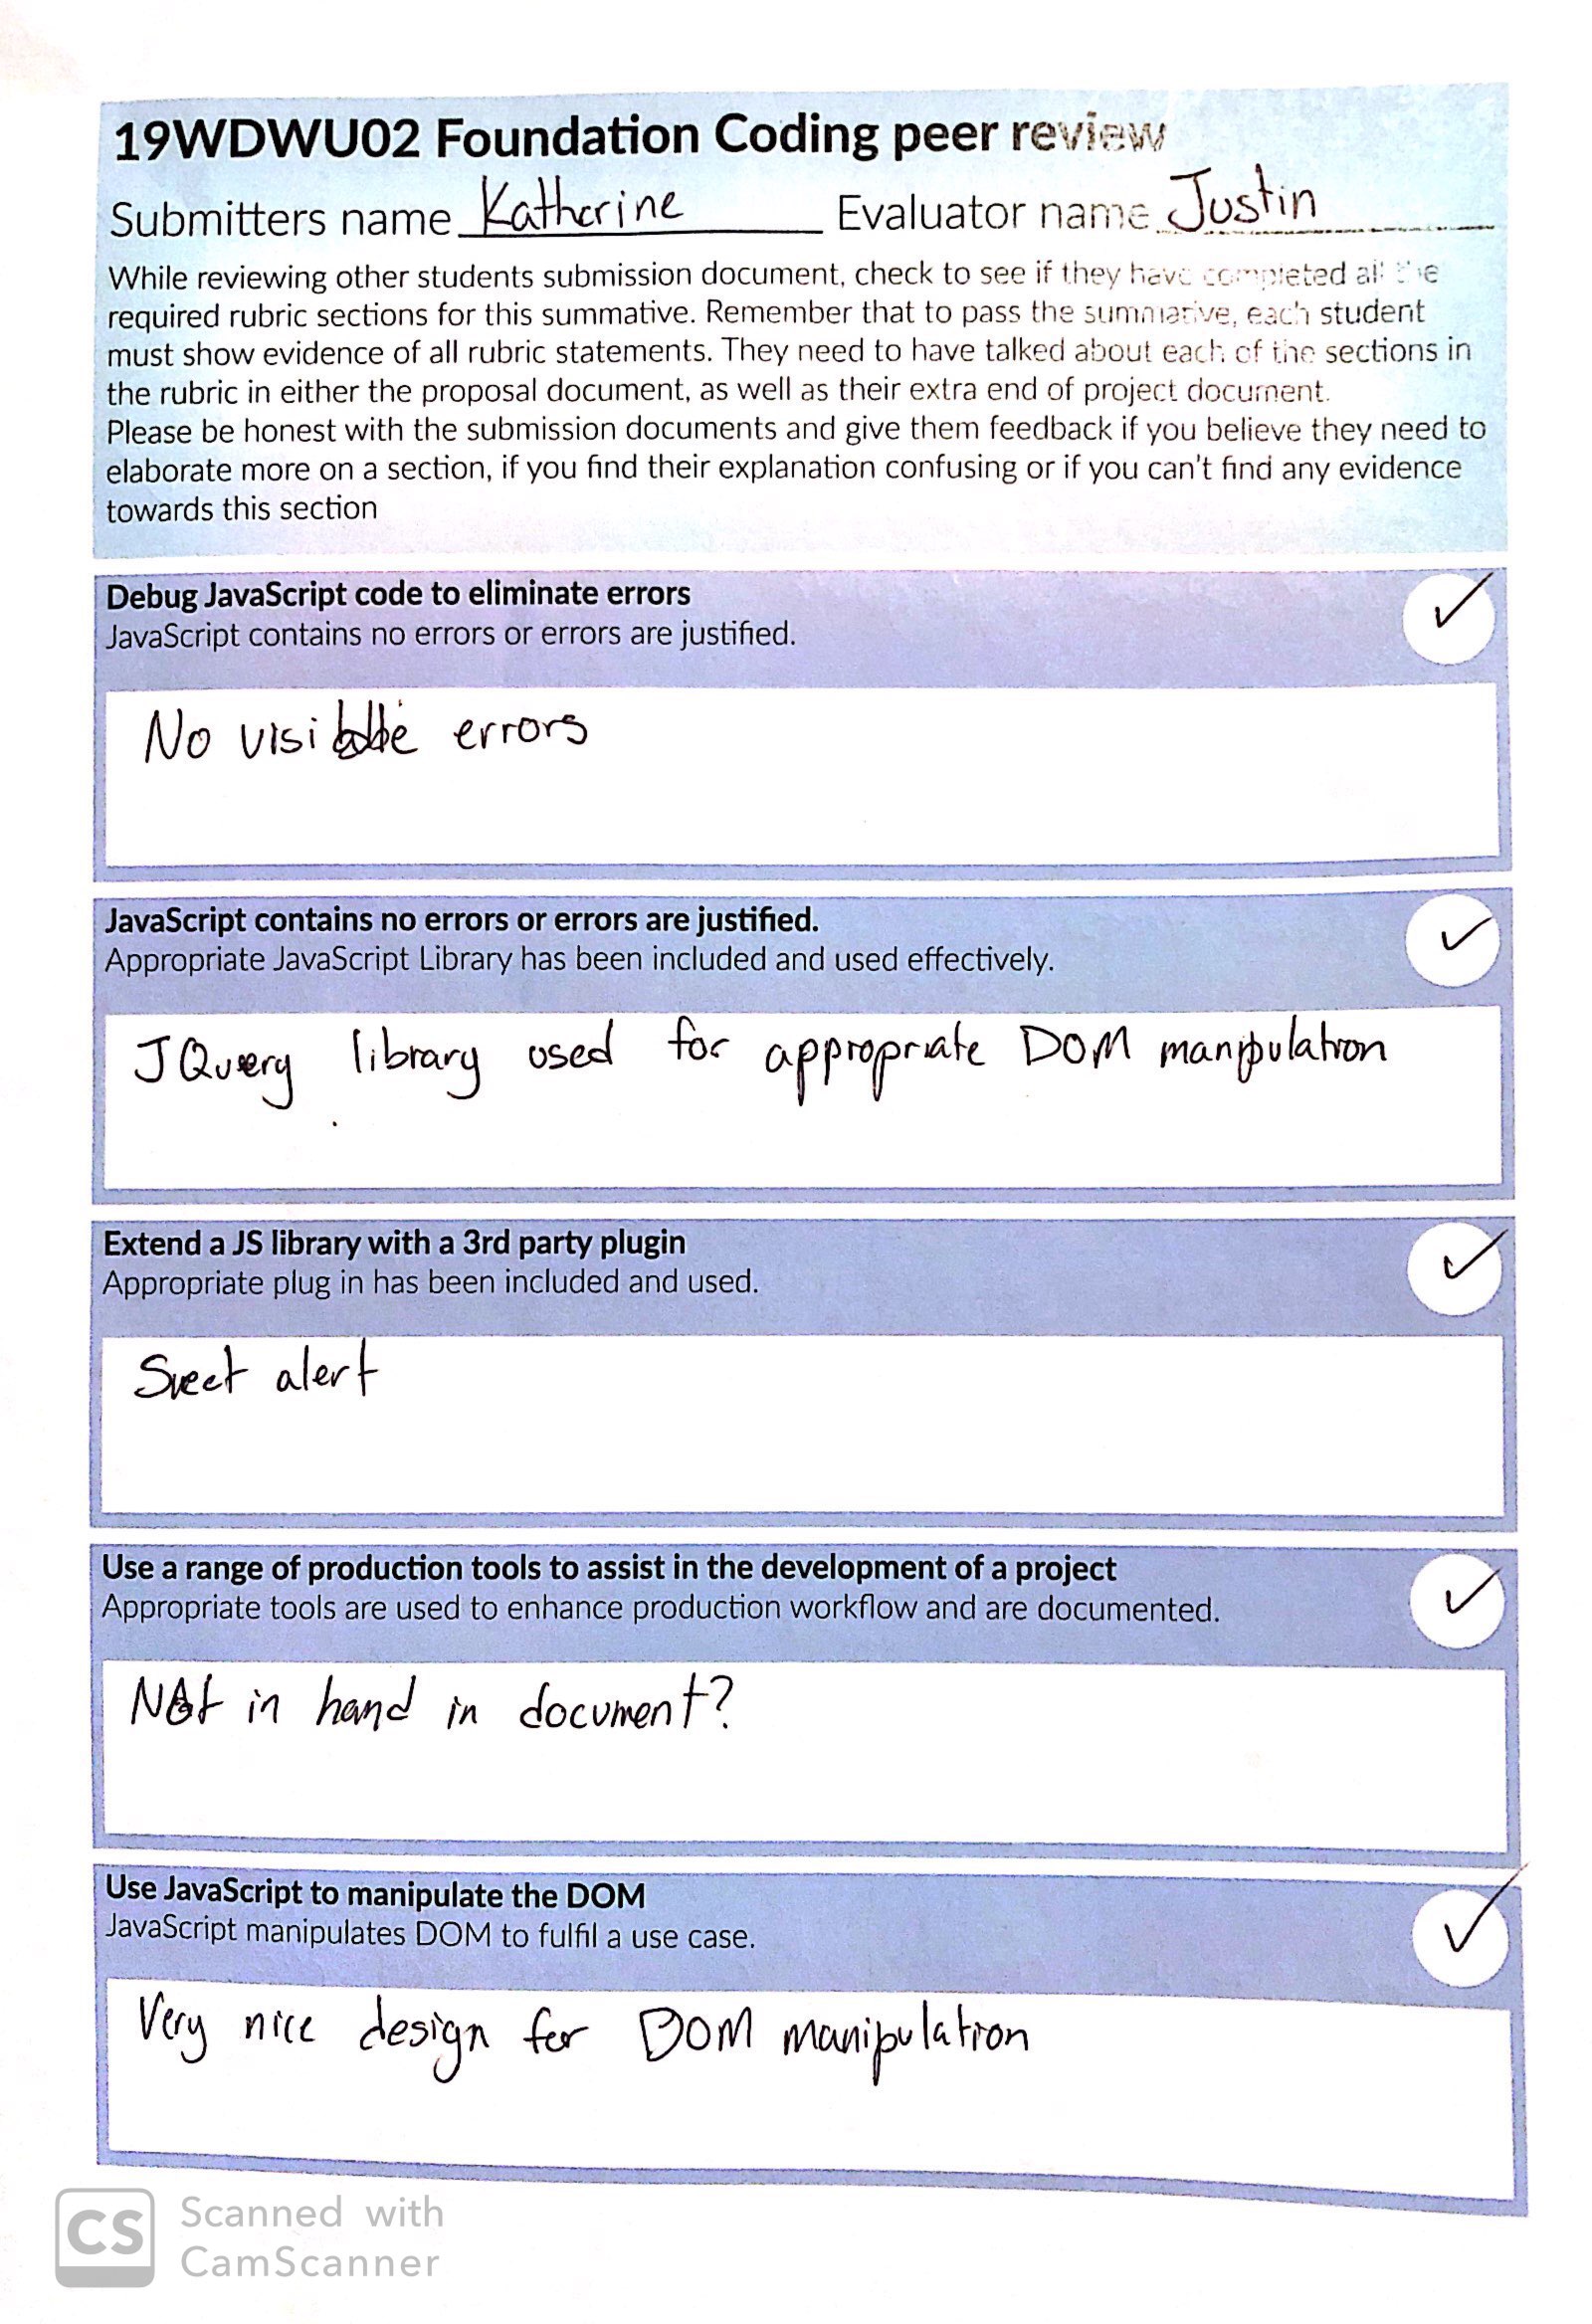 19WDWU02 Foundation Coding peer review
Submitters name Katherine Evaluator name Justin
While reviewing other students submission document, check to see if they have completed all the
required rubric sections for this summative. Remember that to pass the summative, each student
must show evidence of all rubric statements. They need to have talked about each of the sections in
the rubric in either the proposal document, as well as their extra end of project document.
Please be honest with the submission documents and give them feedback if you believe they need to
elaborate more on a section, if you find their explanation confusing or if you can't find any evidence
towards this section
Debug JavaScript code to eliminate errors
JavaScript contains no errors or errors are justified.
No visible errors
JavaScript contains no errors or errors are justified.
Appropriate JavaScript Library has been included and used effectively.
JQuery library used for appropriate DOM manipulation
Extend a JS library with a 3rd party plugin
Appropriate plug in has been included and used.
Sweet alert
Use a range of production tools to assist in the development of a project
Appropriate tools are used to enhance production workflow and are documented.
Not in hand in document?
Use JavaScript to manipulate the DOM
JavaScript manipulates DOM to fulfil a use case.
Very nice design for DOM manipulation
CS Scanned with
CamScanner